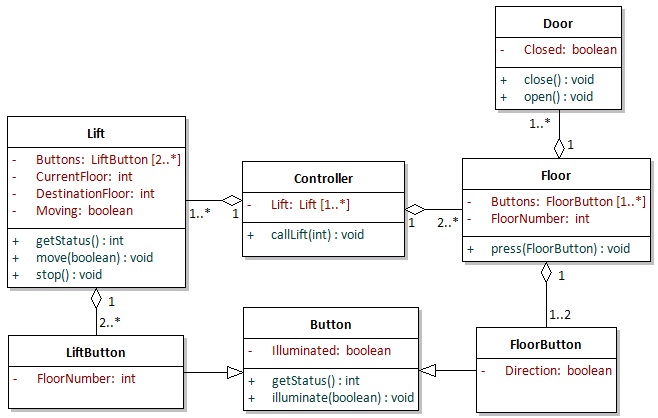 Door
- Closed: boolean
+ close() : void
+ open() : void
1..*
1
Lift
- Buttons: LiftButton [2..*]
- CurrentFloor: int
- DestinationFloor: int
- Moving: boolean
+ getStatus() : int
+ move(boolean) : void
+ stop() : void
1..*
1
Controller
- Lift: Lift [1..*]
+ callLift(int) : void
1
2..*
Floor
- Buttons: FloorButton [1..*]
- FloorNumber: int
+ press(FloorButton) : void
1
2..*
1
1..2
LiftButton
- FloorNumber: int
Button
- Illuminated: boolean
+ getStatus() : int
+ illuminate(boolean) : void
FloorButton
- Direction: boolean